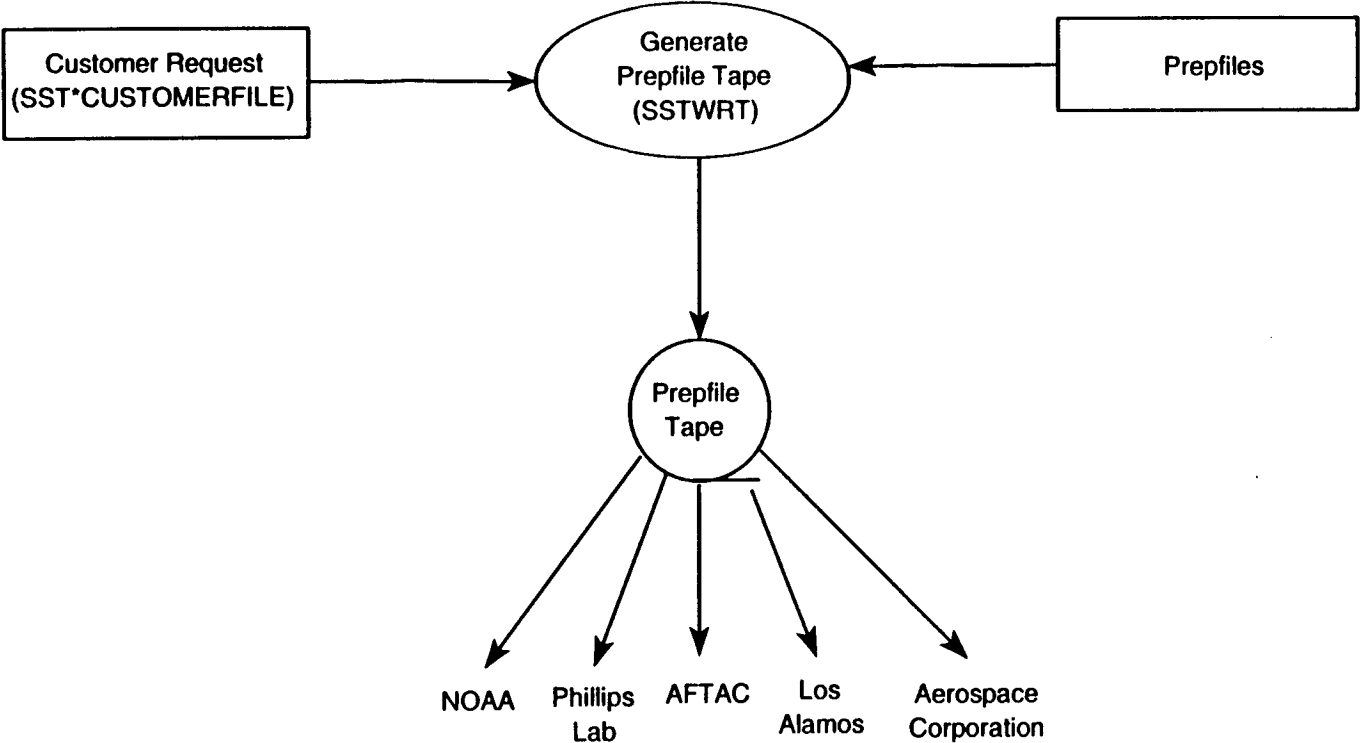 Customer Request
(SST*CUSTOMERFILE)
Generate
Prepfile Tape
(SSTWRT)
Prepfiles
Prepfile
Tape
NOAA
Phillips
Lab
AFTAC
Los
Alamos
Aerospace
Corporation